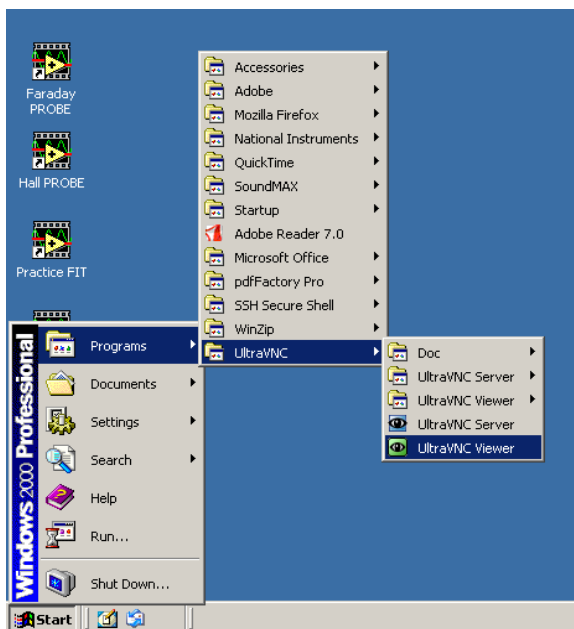 Faraday
PROBE
Hall PROBE
Practice FIT
Accessories
Adobe
Mozilla Firefox
National Instruments
QuickTime
SoundMAX
Startup
Adobe Reader 7.0
Microsoft Office
pdfFactory Pro
SSH Secure Shell
WinZip
UltraVNC
Doc
UltraVNC Server
UltraVNC Viewer
UltraVNC Server
UltraVNC Viewer
Windows 2000 Professional
Programs
Documents
Settings
Search
Help
Run...
Shut Down...
Start